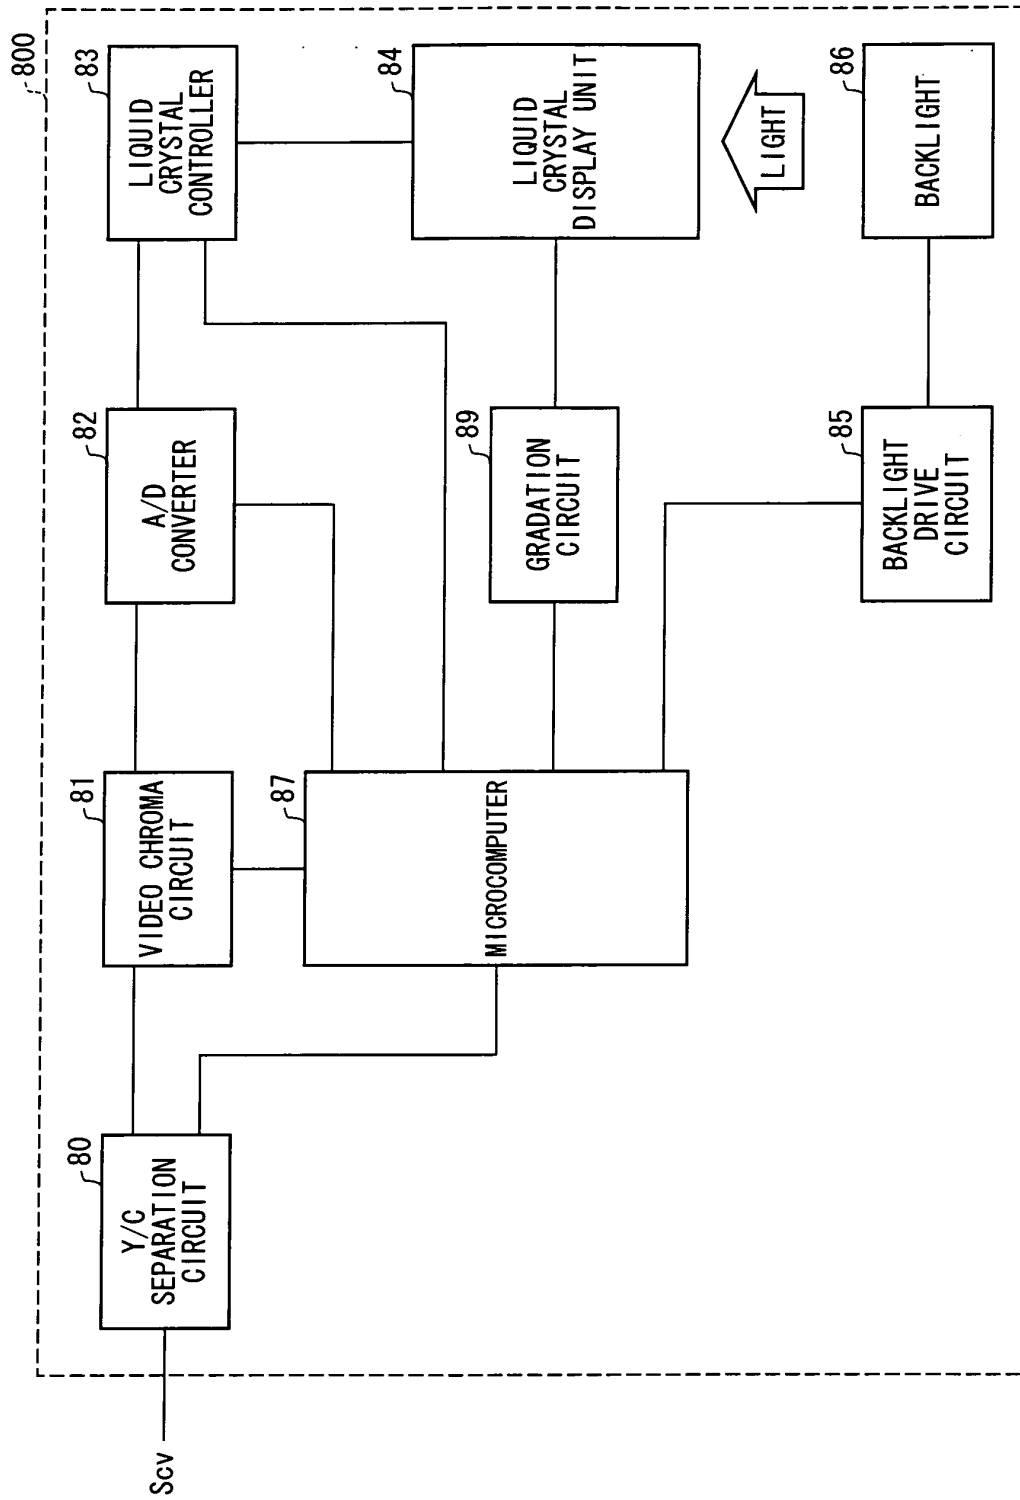 800
Scv
80
Y/C
SEPARATION
CIRCUIT
81
VIDEO CHROMA
CIRCUIT
82
A/D
CONVERTER
83
LIQUID
CRYSTAL
CONTROLLER
87
MICROCOMPUTER
89
GRADATION
CIRCUIT
84
LIQUID
CRYSTAL
DISPLAY UNIT
LIGHT
85
BACKLIGHT
DRIVE
CIRCUIT
86
BACKLIGHT